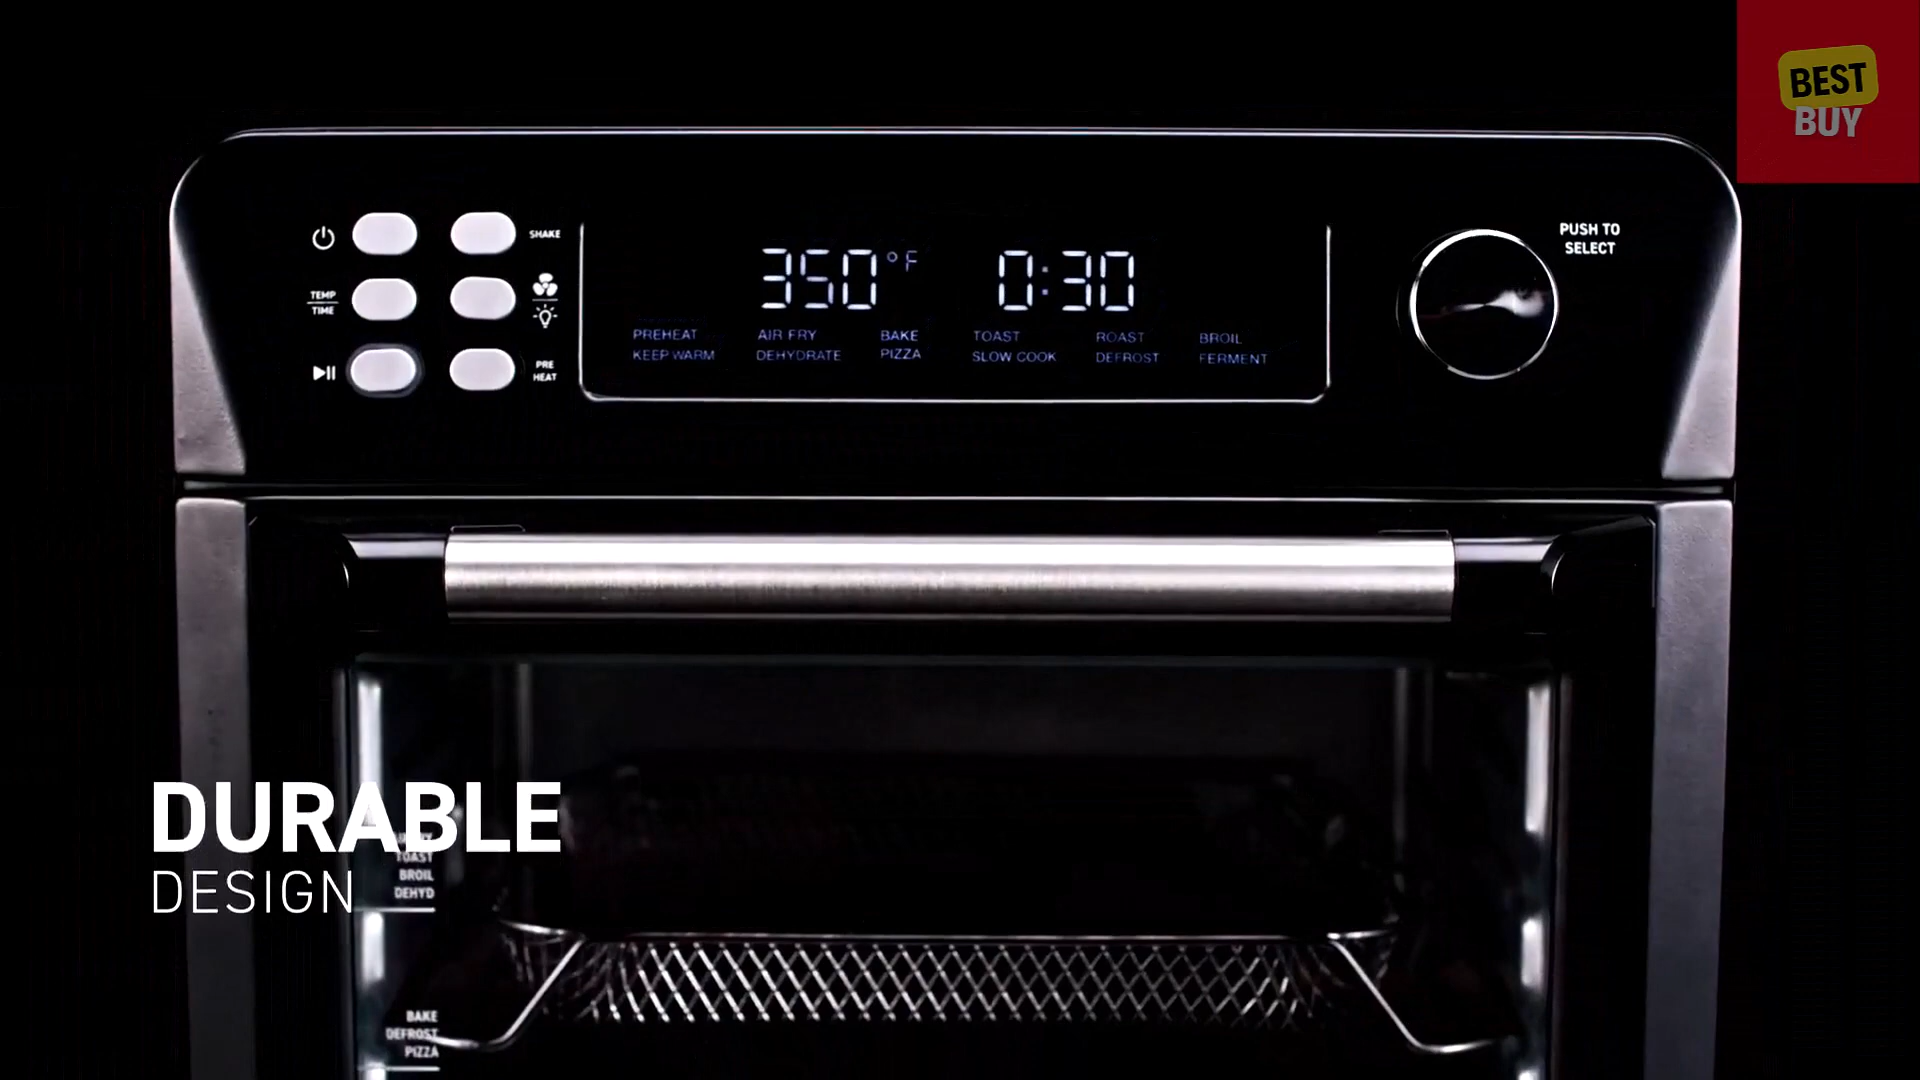 BEST
BUY
PUSH TO
SELECT
SHAKE
TEMP
TIME
PRE
HEAT
350°F 0:30
PREHEAT AIR FRY BAKE TOAST ROAST BROIL
KEEP WARM DEHYDRATE PIZZA SLOW COOK DEFROST FERMENT
DURABLE
DESIGN
TOAST
BROIL
DEHYD
BAKE
DEFROST
PIZZA